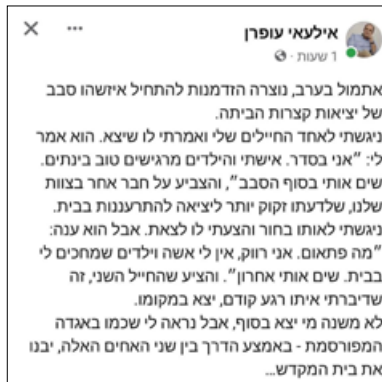 אילעאי עופרן
1 שעות ·
אתמול בערב, נוצרה הזדמנות להתחיל איזשהו סבב
של יציאות קצרות הביתה.
ניגשתי לאחד החיילים שלי ואמרתי לו שיצא. הוא אמר
לי: "אני בסדר. אישתי והילדים מרגישים טוב בינתים.
שים אותי בסוף הסבב", והצביע על חבר אחר בצוות
שלנו, שלדעתו זקוק יותר ליציאה להתרעננות בבית.
ניגשתי לאותו בחור והצעתי לו לצאת. אבל הוא ענה:
"מה פתאום. אני רווק, אין לי אשה וילדים שמחכים לי
בבית. שים אותי אחרון". והציע שהחייל השני, זה
שדיברתי איתו רגע קודם, יצא במקומו.
לא משנה מי יצא בסוף, אבל נראה לי שכמו באגדה
המפורסמת - באמצע הדרך בין שני האחים האלה, יבנו
את בית המקדש...